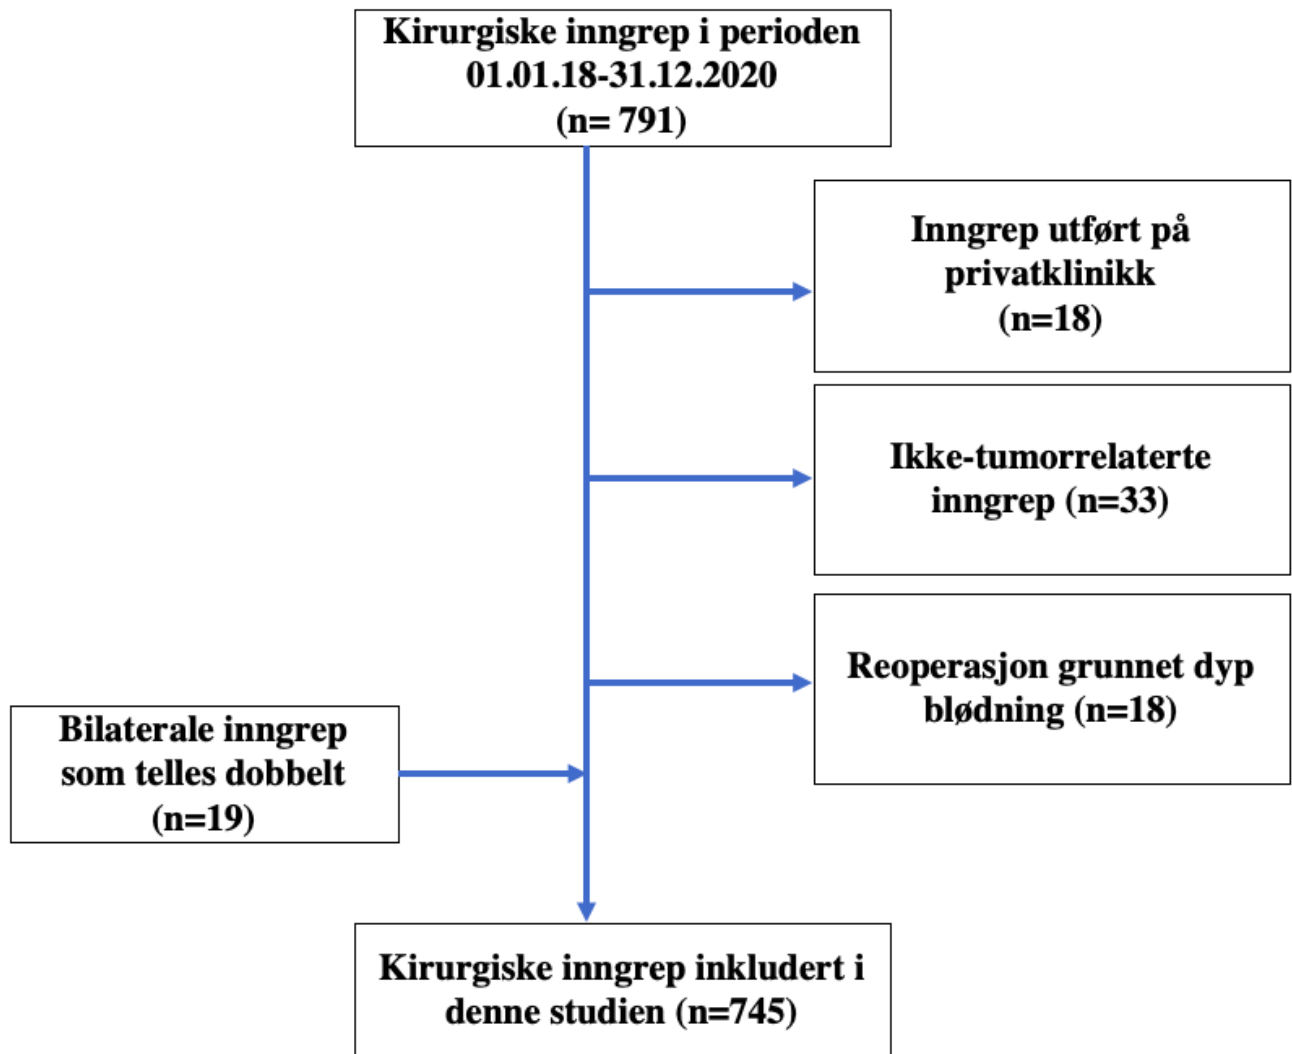 Kirurgiske inngrep i perioden
01.01.18-31.12.2020
(n= 791)
Inngrep utført på
privatklinikk
(n=18)
Ikke-tumorrelaterte
inngrep (n=33)
Reoperasjon grunnet dyp
blødning (n=18)
Bilaterale inngrep
som telles dobbelt
(n=19)
Kirurgiske inngrep inkludert i
denne studien (n=745)